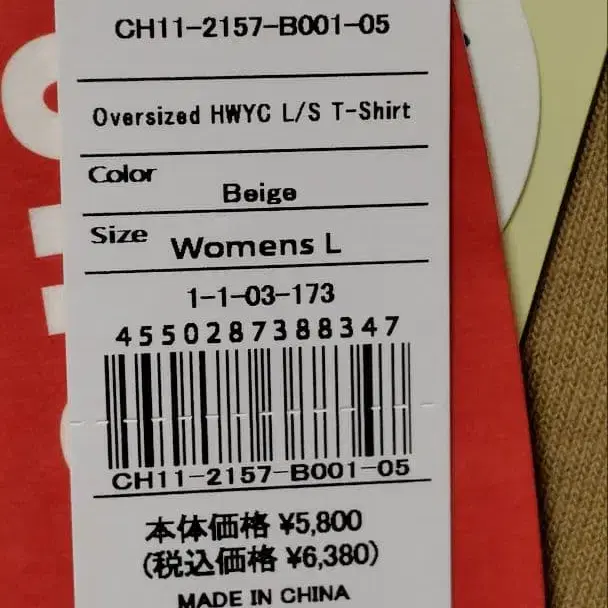 CH11-2157-B001-05
Oversized HWYC L/S T-Shirt
Color
Beige
Size
Womens L
1-1-03-173
4550287388347
CH11-2157-B001-05
本体価格 ¥5,800
(税込価格 ¥6,380)
MADE IN CHINA